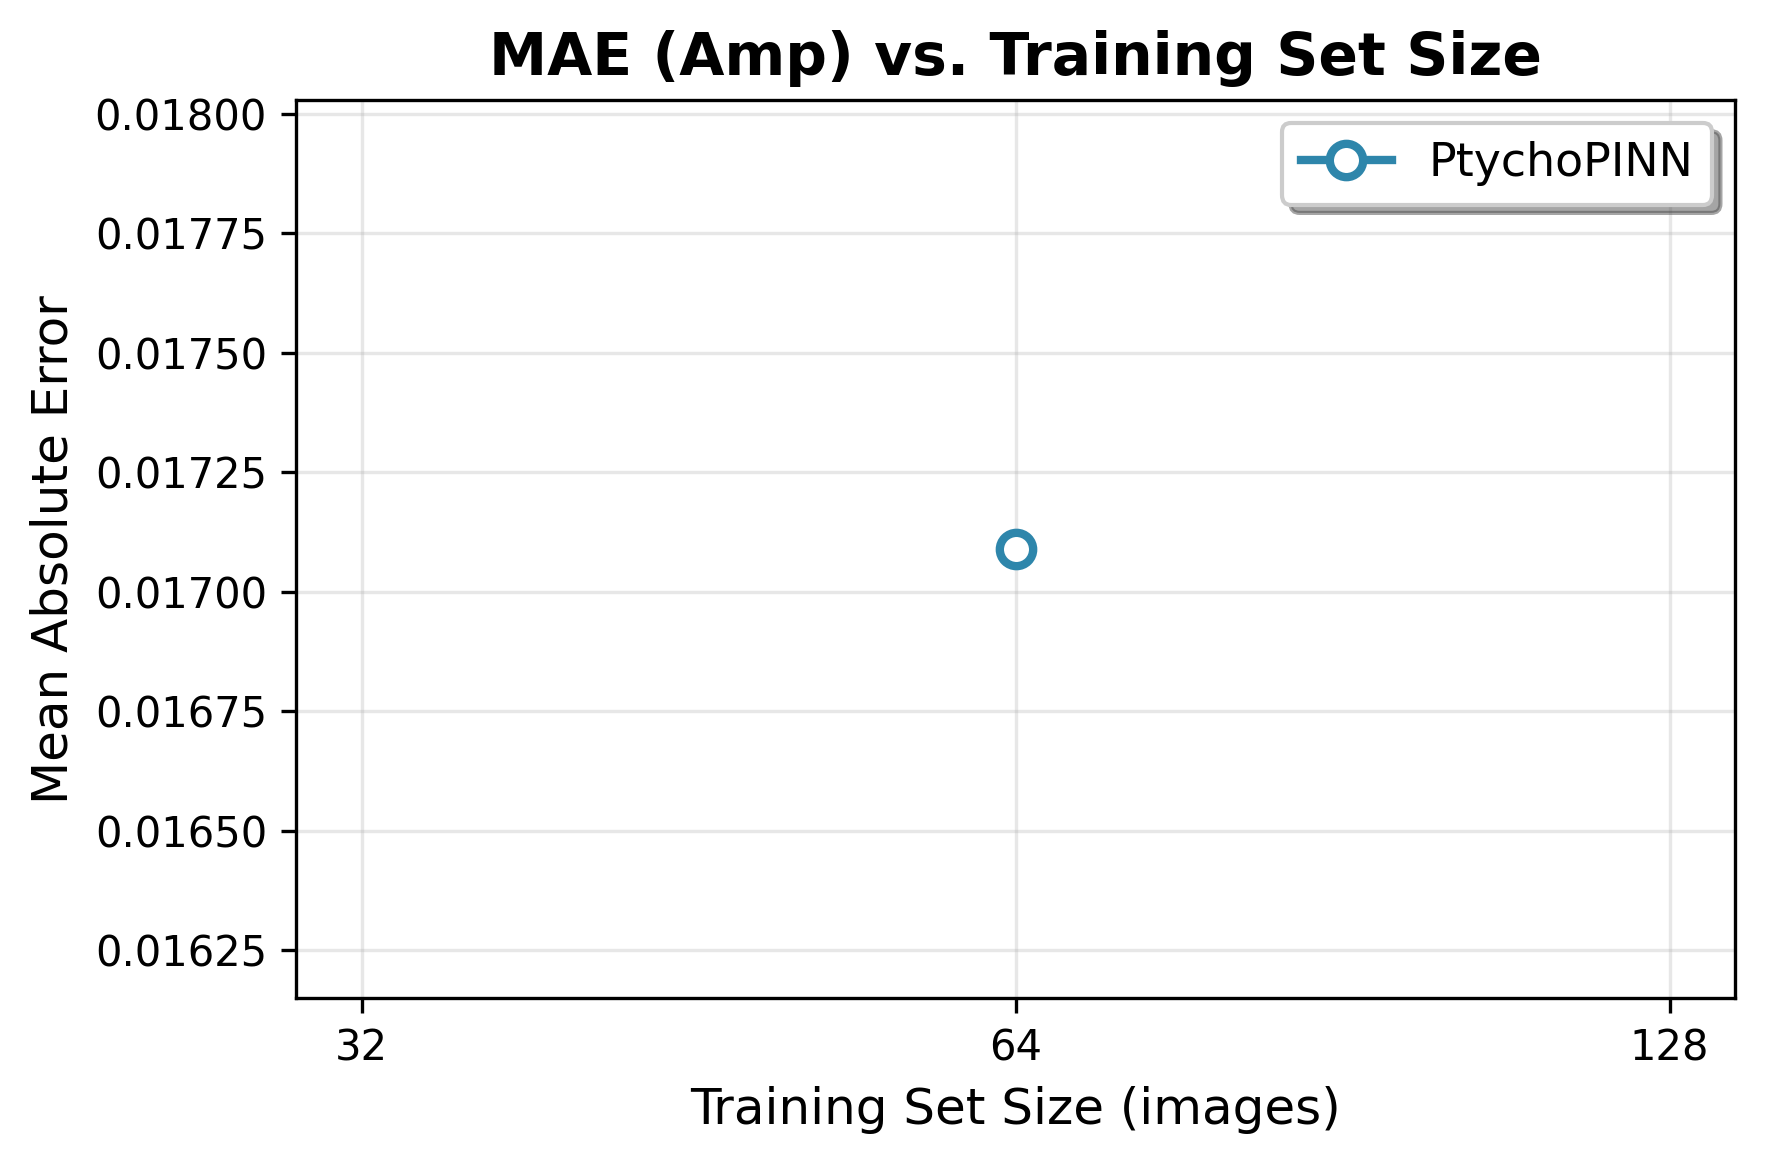 MAE (Amp) vs. Training Set Size
PtychoPINN
Mean Absolute Error
0.01800
0.01775
0.01750
0.01725
0.01700
0.01675
0.01650
0.01625
32 64 128
Training Set Size (images)